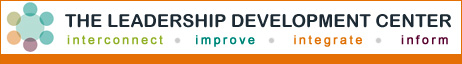 THE LEADERSHIP DEVELOPMENT CENTER
interconnect • improve • integrate • inform